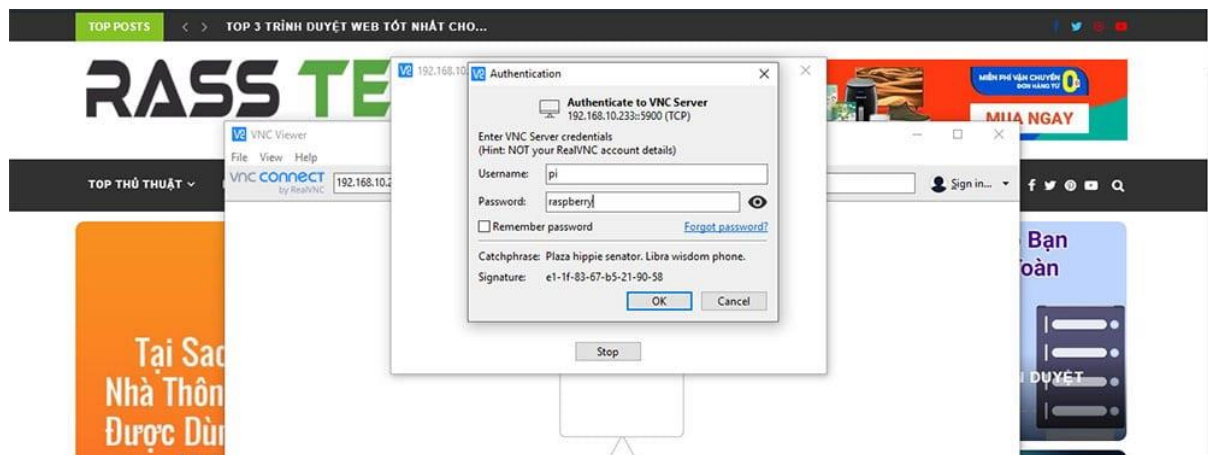 TOP POSTS < > TOP 3 TRÌNH DUYỆT WEB TỐT NHẤT CHO...
RASS TE
192.168.10.
Authentication
Authenticate to VNC Server
192.168.10.233::5900 (TCP)
Enter VNC Server credentials
(Hint: NOT your RealVNC account details)
Username: pi
Password: raspberry
Remember password Forgot password?
Catchphrase: Plaza hippie senator. Libra wisdom phone.
Signature: e1-1f-83-67-b5-21-90-58
OK Cancel
Stop
MIỄN PHÍ VẬN CHUYỂN
ĐƠN HÀNG TỪ 0đ
MUA NGAY
VNC Viewer
File View Help
VNC CONNECT
by RealVNC
192.168.10.2
Sign in...
TOP THỦ THUẬT
Tại Sao
Nhà Thôn
Được Dùn
Bạn
oàn
DUYỆT